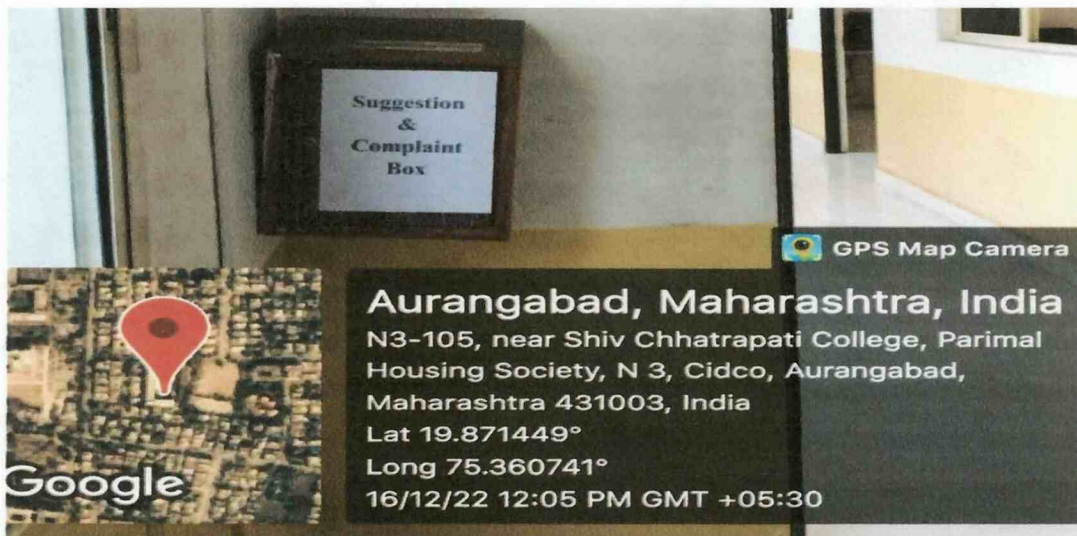 Suggestion
&
Complaint
Box
GPS Map Camera
Aurangabad, Maharashtra, India
N3-105, near Shiv Chhatrapati College, Parimal
Housing Society, N 3, Cidco, Aurangabad,
Maharashtra 431003, India
Lat 19.871449°
Long 75.360741°
16/12/22 12:05 PM GMT +05:30
Google